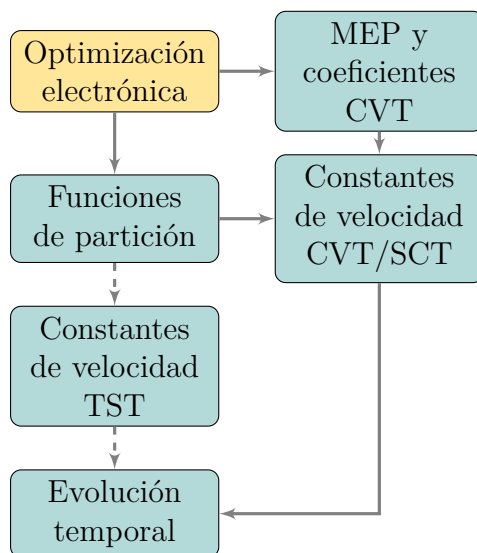 Optimización
electrónica
MEP y
coeficientes
CVT
Funciones
de partición
Constantes
de velocidad
CVT/SCT
Constantes
de velocidad
TST
Evolución
temporal